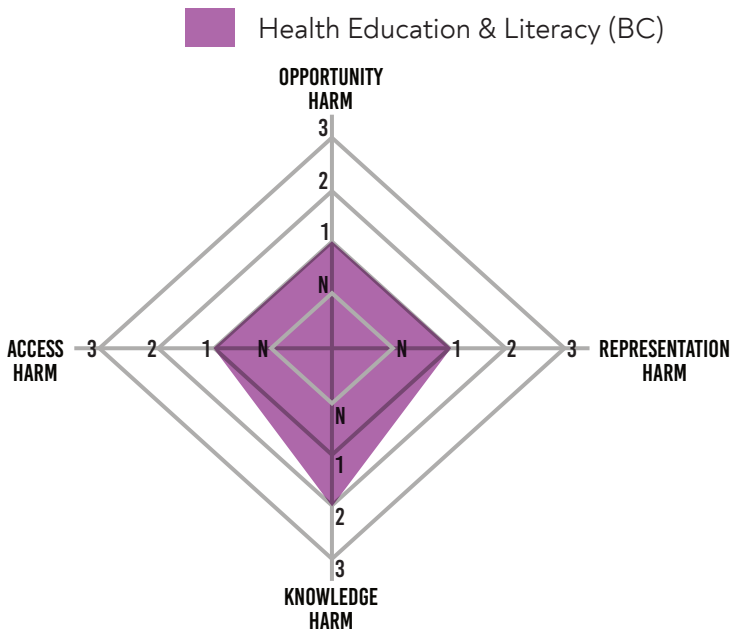 Health Education & Literacy (BC)
OPPORTUNITY
HARM
3
2
1
N
ACCESS
HARM
3 2 1 N N 1 2 3
REPRESENTATION
HARM
N
1
2
3
KNOWLEDGE
HARM